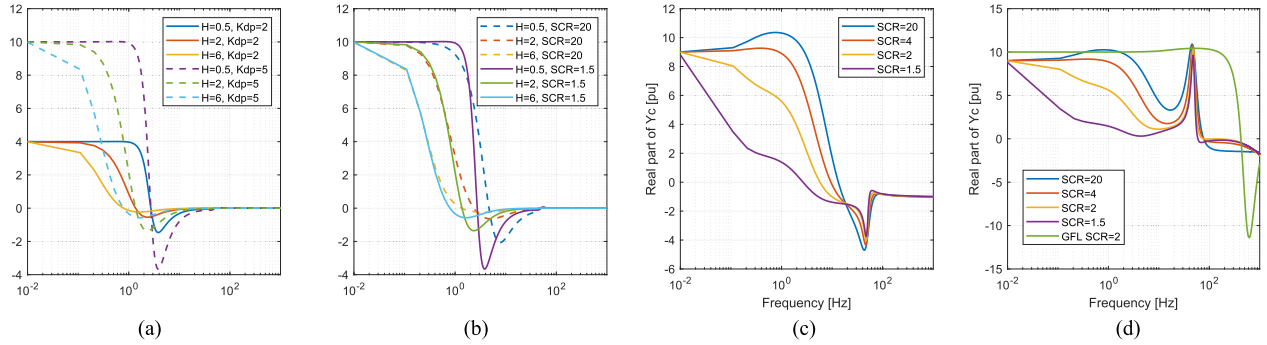 12
10
8
6
4
2
0
-2
-4
10^-2
10^0
10^2
H=0.5, Kdp=2
H=2, Kdp=2
H=6, Kdp=2
H=0.5, Kdp=5
H=2, Kdp=5
H=6, Kdp=5
(a)
12
10
8
6
4
2
0
-2
-4
10^-2
10^0
10^2
H=0.5, SCR=20
H=2, SCR=20
H=6, SCR=20
H=0.5, SCR=1.5
H=2, SCR=1.5
H=6, SCR=1.5
(b)
Real part of Yc [pu]
12
10
8
6
4
2
0
-2
-4
-6
10^-2
10^0
10^2
Frequency [Hz]
SCR=20
SCR=4
SCR=2
SCR=1.5
(c)
Real part of Yc [pu]
15
10
5
0
-5
-10
-15
10^-2
10^0
10^2
Frequency [Hz]
SCR=20
SCR=4
SCR=2
SCR=1.5
GFL SCR=2
(d)